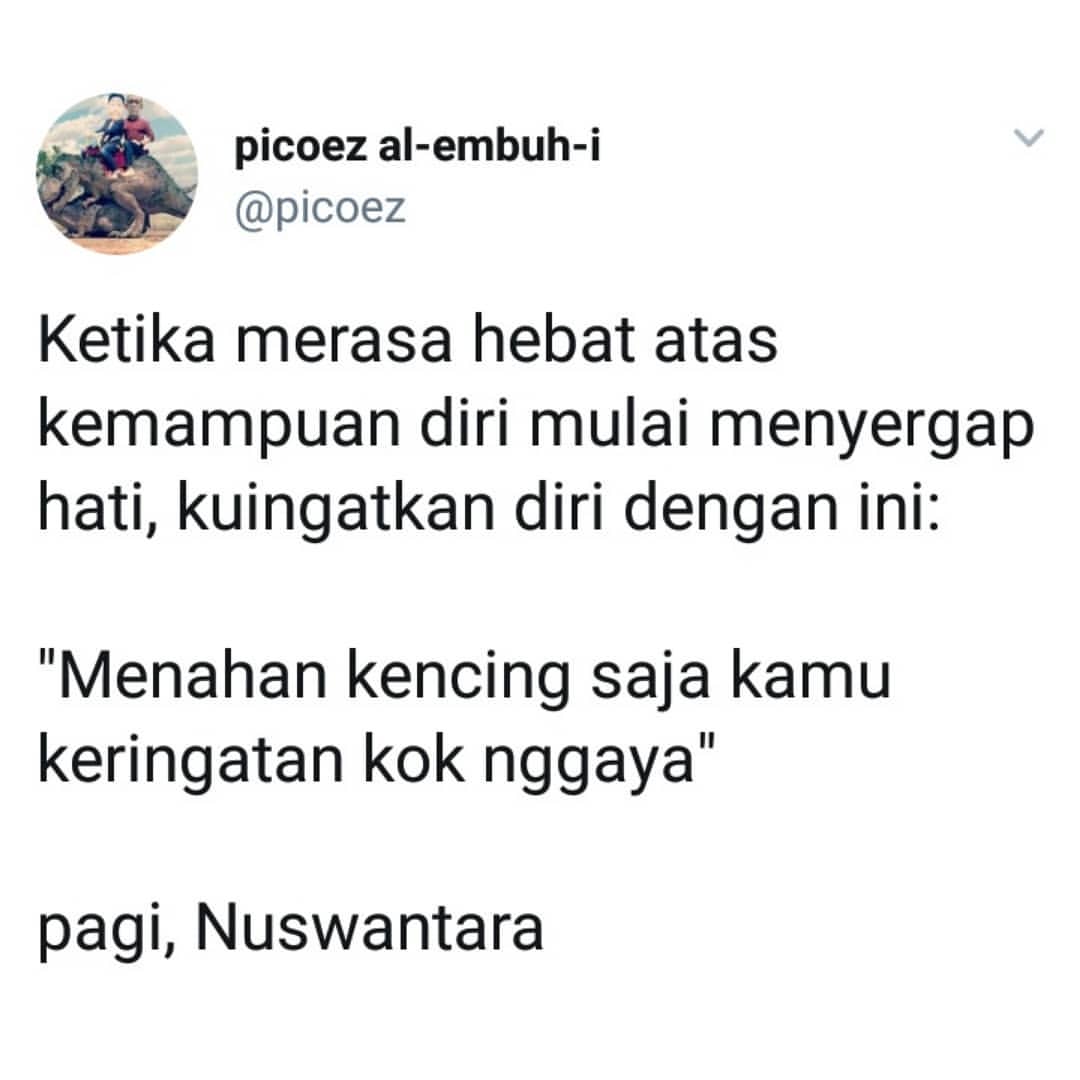 picoez al-embuh-i
@picoez
Ketika merasa hebat atas
kemampuan diri mulai menyergap
hati, kuingatkan diri dengan ini:
"Menahan kencing saja kamu
keringatan kok nggaya"
pagi, Nuswantara